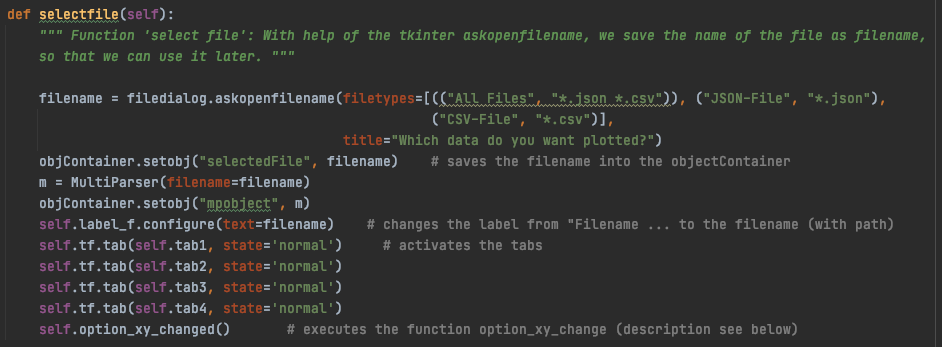 def selectfile(self):
    """ Function 'select file': With help of the tkinter askopenfilename, we save the name of the file as filename,
    so that we can use it later. """
    filename = filedialog.askopenfilename(filetypes=[(("All Files", "*.json *.csv")), ("JSON-File", "*.json"),
                                                     ("CSV-File", "*.csv")],
                                          title="Which data do you want plotted?")
    objContainer.setobj("selectedFile", filename)    # saves the filename into the objectContainer
    m = MultiParser(filename=filename)
    objContainer.setobj("mpobject", m)
    self.label_f.configure(text=filename)    # changes the label from "Filename ... to the filename (with path)
    self.tf.tab(self.tab1, state='normal')     # activates the tabs
    self.tf.tab(self.tab2, state='normal')
    self.tf.tab(self.tab3, state='normal')
    self.tf.tab(self.tab4, state='normal')
    self.option_xy_changed()       # executes the function option_xy_change (description see below)